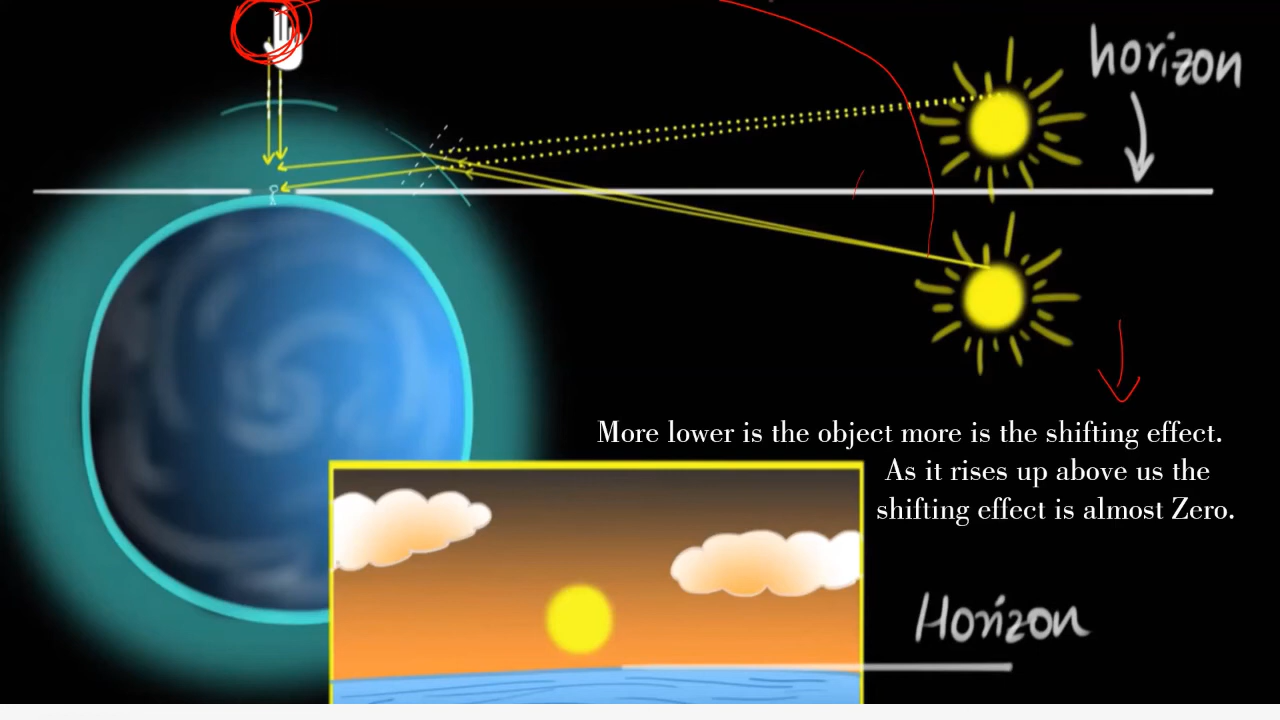 horizon
More lower is the object more is the shifting effect.
As it rises up above us the
shifting effect is almost Zero.
Horizon